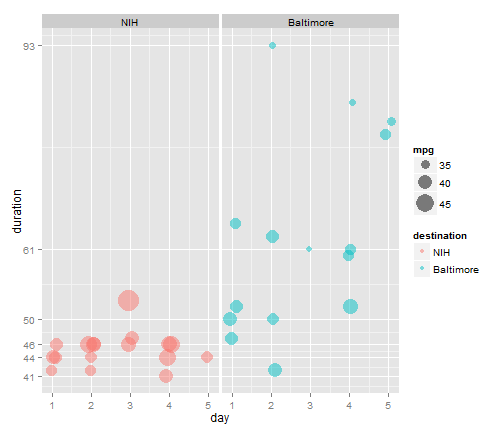 NIH
Baltimore
93
61
50
46
44
41
duration
1 2 3 4 5
1 2 3 4 5
day
mpg
35
40
45
destination
NIH
Baltimore